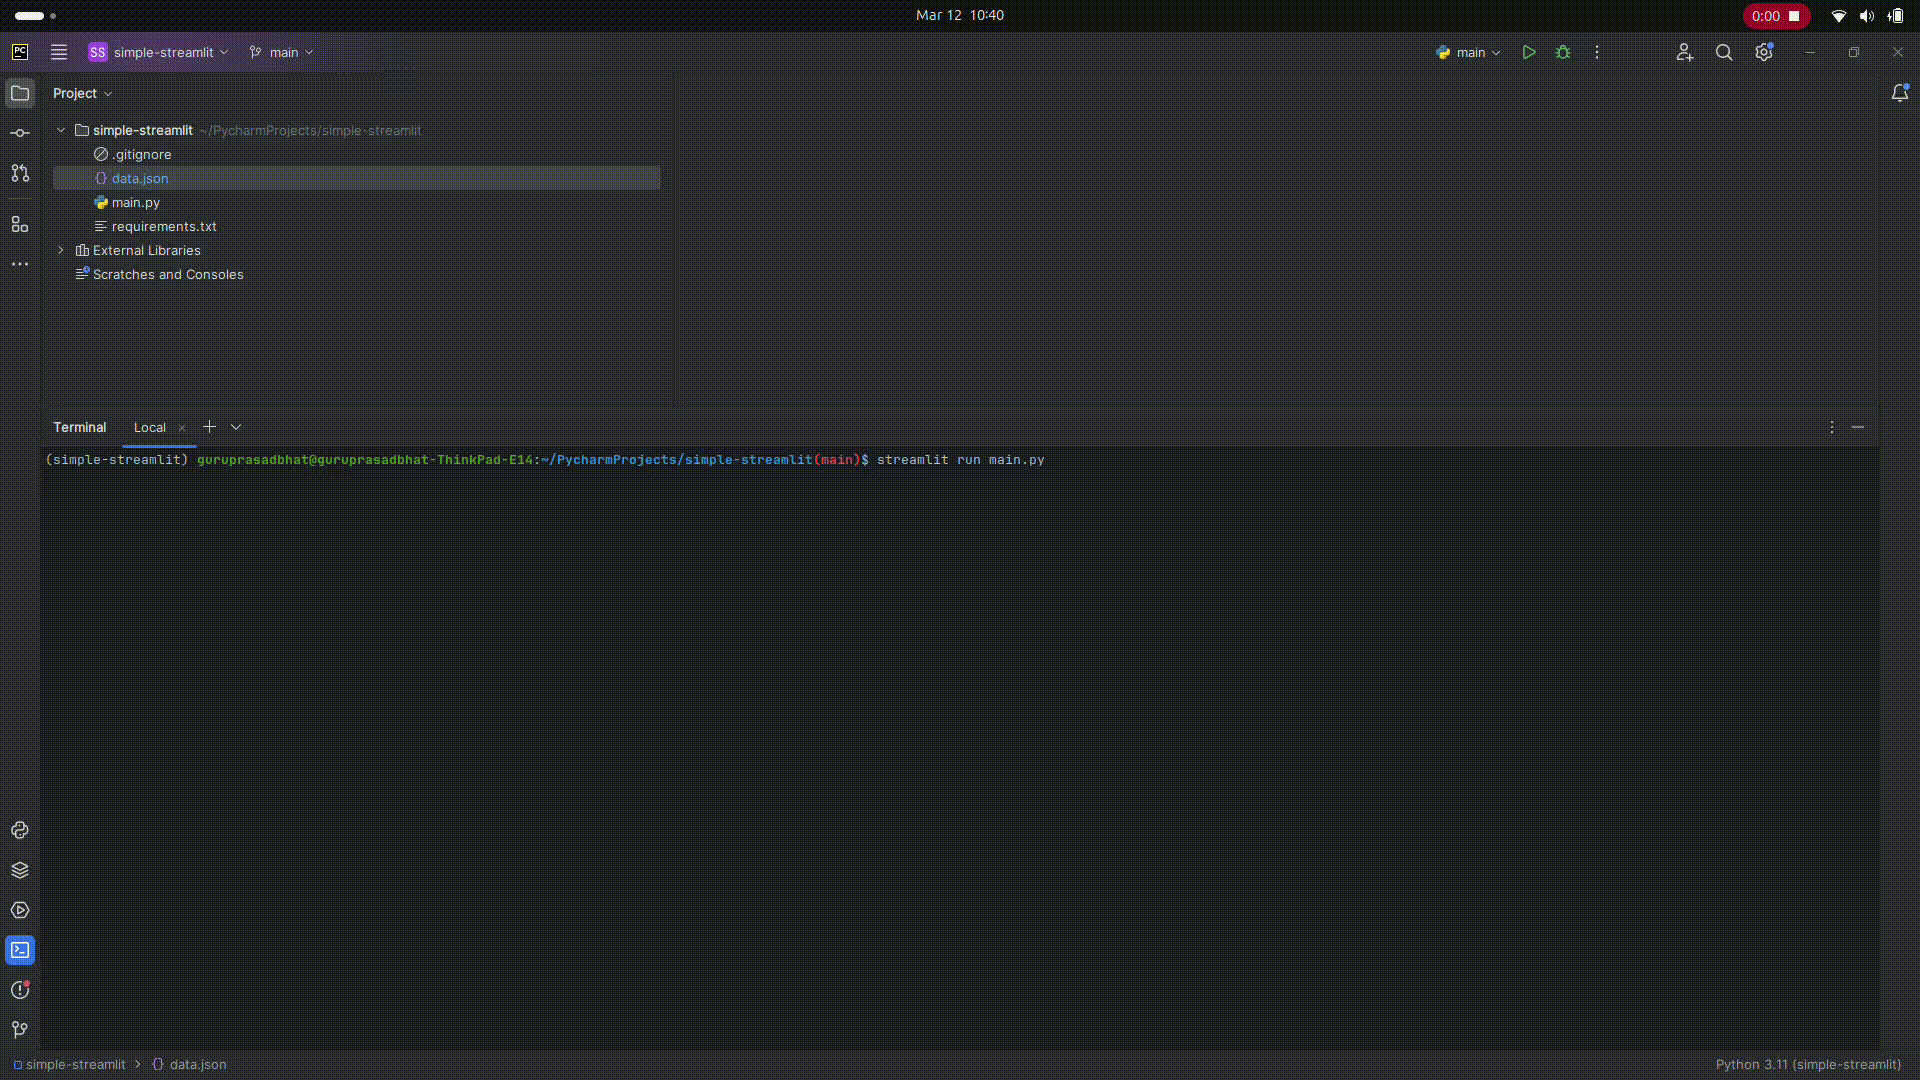 Mar 12 10:40
0:00
PC
SS simple-streamlit
main
main
Project
simple-streamlit ~/PycharmProjects/simple-streamlit
.gitignore
{} data.json
main.py
requirements.txt
External Libraries
Scratches and Consoles
Terminal
Local
(simple-streamlit) guruprasadbhat@guruprasadbhat-ThinkPad-E14:~/PycharmProjects/simple-streamlit(main)$ streamlit run main.py
simple-streamlit > {} data.json
Python 3.11 (simple-streamlit)